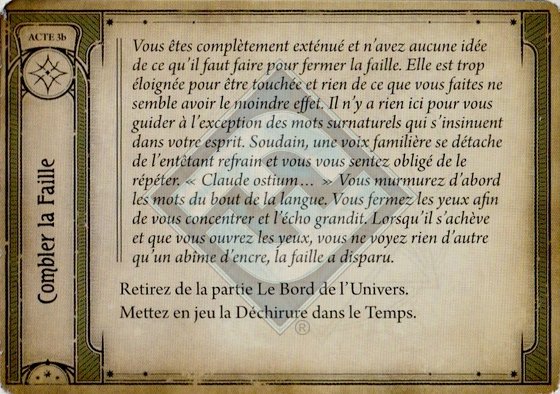 ACTE 3b
Combler la Faille
Vous êtes complètement exténué et n'avez aucune idée
de ce qu'il faut faire pour fermer la faille. Elle est trop
éloignée pour être touchée et rien de ce que vous faites ne
semble avoir le moindre effet. Il n'y a rien ici pour vous
guider à l'exception des mots surnaturels qui s'insinuent
dans votre esprit. Soudain, une voix familière se détache
de l'entêtant refrain et vous vous sentez obligé de le
répéter. « Claude ostium… » Vous murmurez d'abord
les mots du bout de la langue. Vous fermez les yeux afin
de vous concentrer et l'écho grandit. Lorsqu'il s'achève
et que vous ouvrez les yeux, vous ne voyez rien d'autre
qu'un abîme d'encre, la faille a disparu.
Retirez de la partie Le Bord de l'Univers.
Mettez en jeu la Déchirure dans le Temps.
®